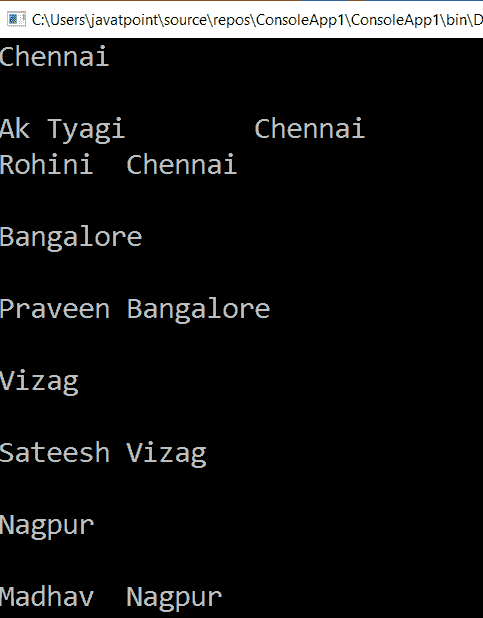 C:\Users\javatpoint\source\repos\ConsoleApp1\ConsoleApp1\bin\D
Chennai
Ak Tyagi Chennai
Rohini Chennai
Bangalore
Praveen Bangalore
Vizag
Sateesh Vizag
Nagpur
Madhav Nagpur